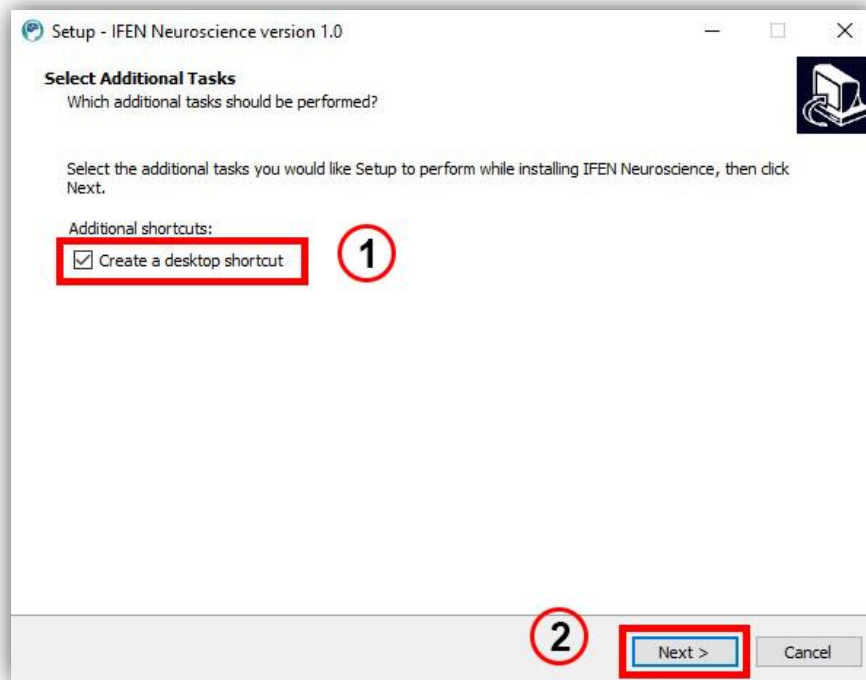 Setup - IFEN Neuroscience version 1.0
Select Additional Tasks
Which additional tasks should be performed?
Select the additional tasks you would like Setup to perform while installing IFEN Neuroscience, then click
Next.
Additional shortcuts:
Create a desktop shortcut
1
2
Next >
Cancel